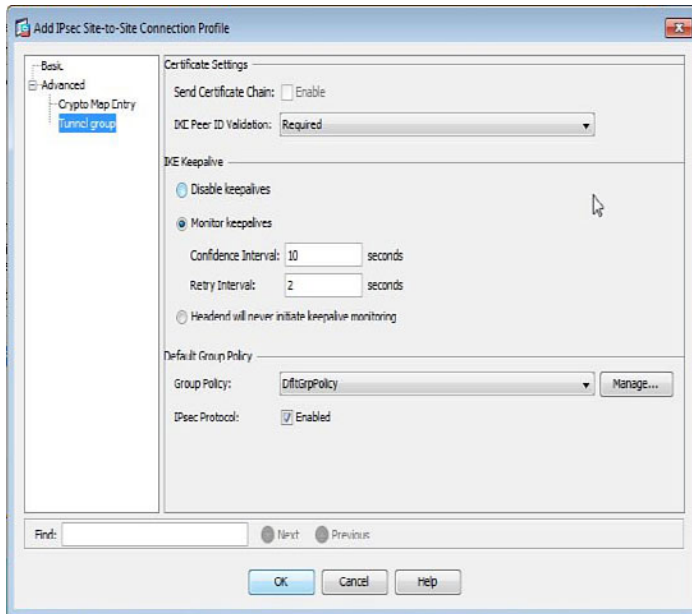 Add IPsec Site-to-Site Connection Profile
Basic
Advanced
Crypto Map Entry
Tunnel group
Certificate Settings
Send Certificate Chain: Enable
IKE Peer ID Validation: Required
IKE Keepalive
Disable keepalives
Monitor keepalives
Confidence Interval: 10 seconds
Retry Interval: 2 seconds
Headend will never initiate keepalive monitoring
Default Group Policy
Group Policy: DfltGrpPolicy Manage...
IPsec Protocol: Enabled
Find: Next Previous
OK Cancel Help